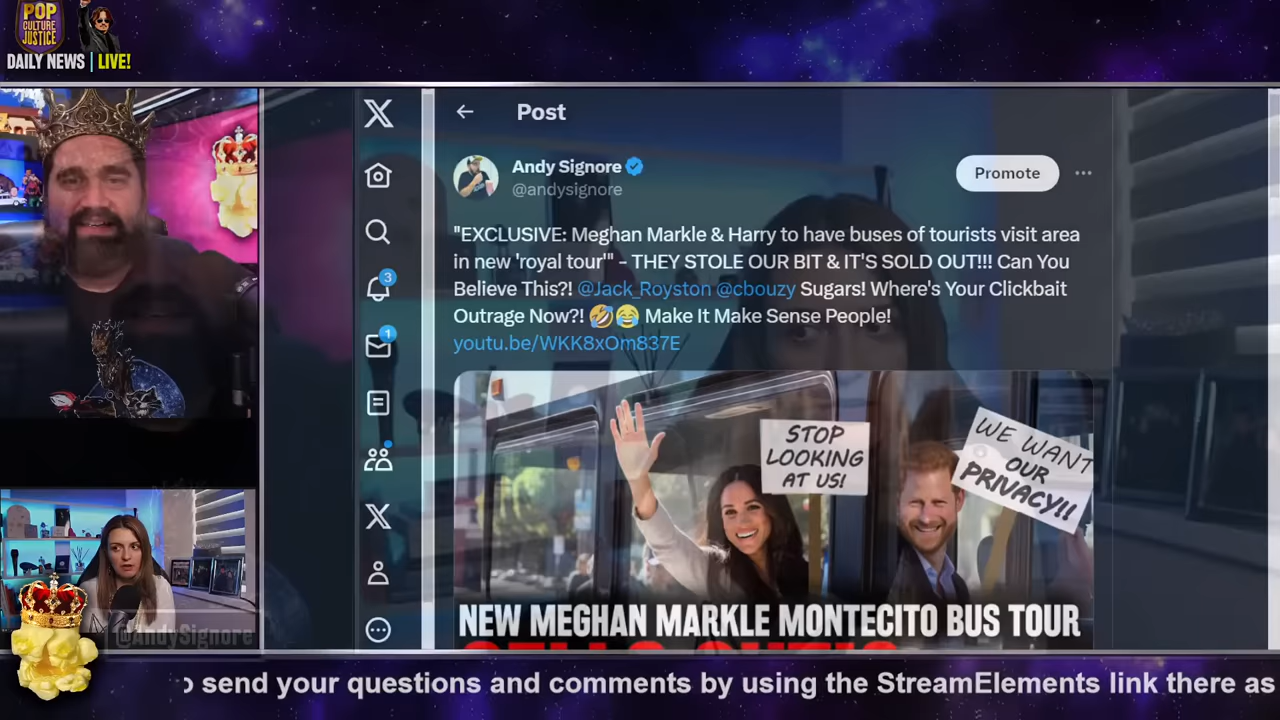 POP
CULTURE
JUSTICE
DAILY NEWS | LIVE!
Post
Andy Signore
@andysignore
Promote
"EXCLUSIVE: Meghan Markle & Harry to have buses of tourists visit area
in new 'royal tour'" - THEY STOLE OUR BIT & IT'S SOLD OUT!!! Can You
Believe This?! @Jack_Royston @cbouzy Sugars! Where's Your Clickbait
Outrage Now?! 🤣😂 Make It Make Sense People!
youtu.be/WKK8xOm837E
3
1
STOP
LOOKING
AT US!
WE WANT
OUR
PRIVACY!!
NEW MEGHAN MARKLE MONTECITO BUS TOUR
@AndySignore
send your questions and comments by using the StreamElements link there as